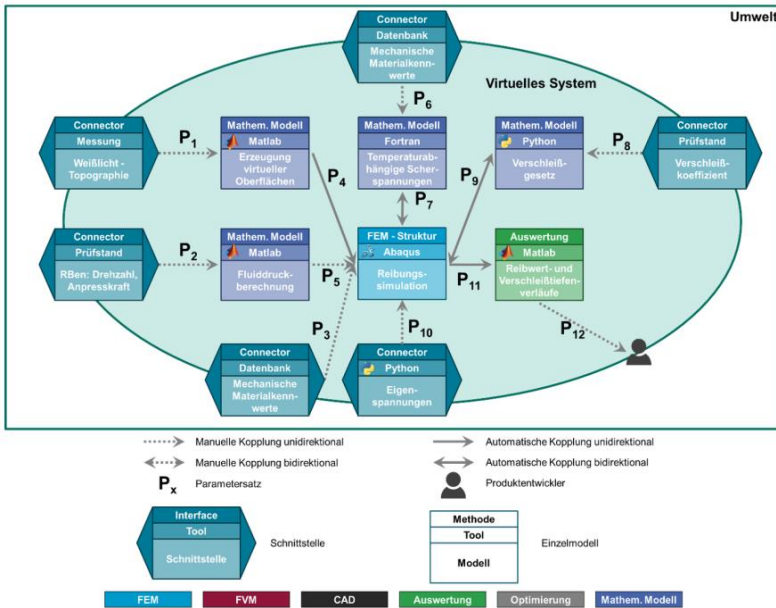 Umwelt
Virtuelles System
Connector
Datenbank
Mechanische
Materialkenn-
werte
P6
Connector
Messung
Weißlicht -
Topographie
P1
Mathem. Modell
Matlab
Erzeugung
virtueller
Oberflächen
P4
Mathem. Modell
Fortran
Temperaturab-
hängige Scher-
spannungen
P7
P9
Mathem. Modell
Python
Verschleiß-
gesetz
P8
Connector
Prüfstand
Verschleiß-
koeffizient
Connector
Prüfstand
RBen: Drehzahl,
Anpresskraft
P2
Mathem. Modell
Matlab
Fluiddruck-
berechnung
P5
FEM - Struktur
Abaqus
Reibungs-
simulation
P11
Auswertung
Matlab
Reibwert- und
Verschleißtiefen-
verläufe
P12
P3
Connector
Datenbank
Mechanische
Materialkenn-
werte
P10
Connector
Python
Eigen-
spannungen
Manuelle Kopplung unidirektional
Automatische Kopplung unidirektional
Manuelle Kopplung bidirektional
Automatische Kopplung bidirektional
Px
Parametersatz
Produktentwickler
Interface
Tool
Schnittstelle
Schnittstelle
Methode
Tool
Modell
Einzelmodell
FEM
FVM
CAD
Auswertung
Optimierung
Mathem. Modell